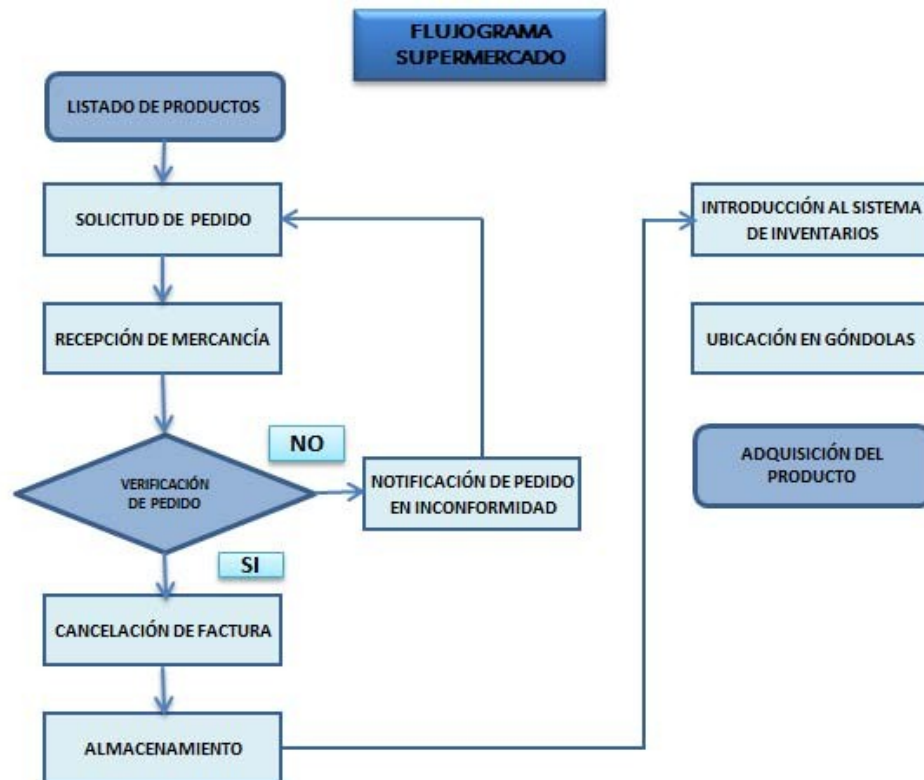 FLUJOGRAMA
SUPERMERCADO
LISTADO DE PRODUCTOS
SOLICITUD DE PEDIDO
RECEPCIÓN DE MERCANCÍA
VERIFICACIÓN
DE PEDIDO
NO
NOTIFICACIÓN DE PEDIDO
EN INCONFORMIDAD
SI
CANCELACIÓN DE FACTURA
ALMACENAMIENTO
INTRODUCCIÓN AL SISTEMA
DE INVENTARIOS
UBICACIÓN EN GÓNDOLAS
ADQUISICIÓN DEL
PRODUCTO